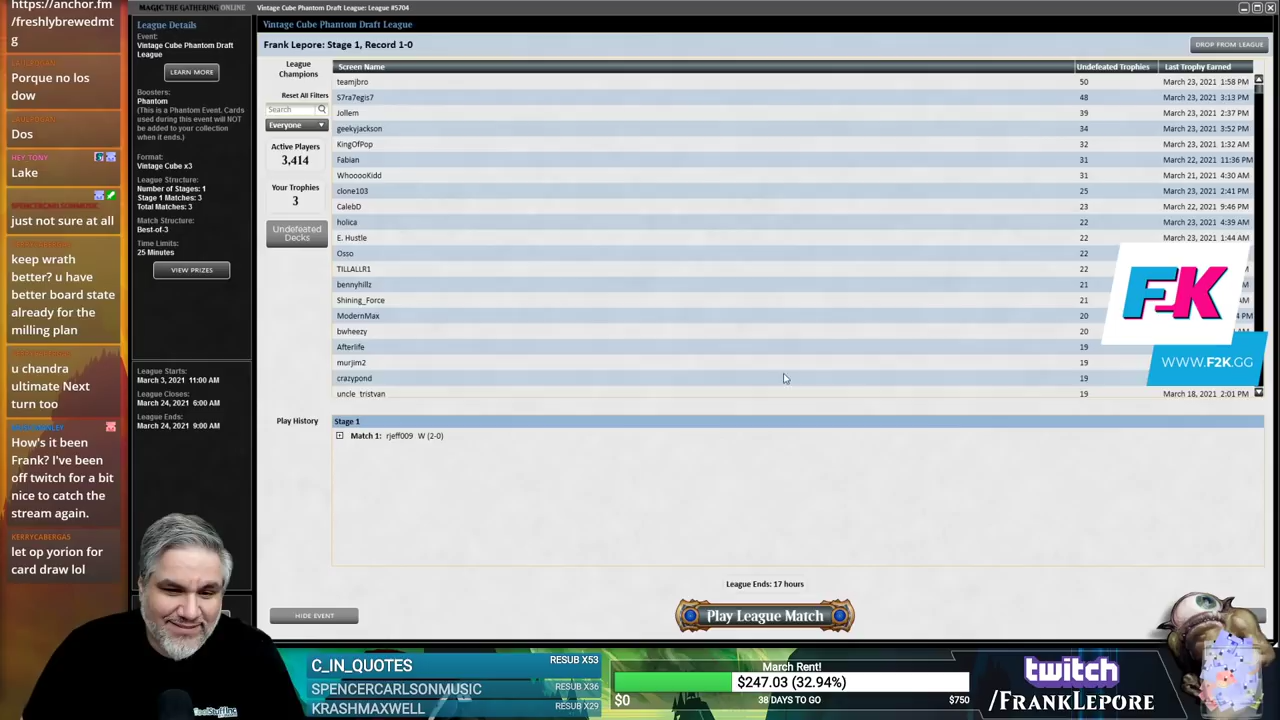 https://anchor.fm
/freshlybrewedmt
g
Porque no los
dow
Dos
HEY TONY
Lake
SPENCERCARLSONMUSIC
just not sure at all
keep wrath
better? u have
better board state
already for the
milling plan
u chandra
ultimate Next
turn too
How's it been
Frank? I've been
off twitch for a bit
nice to catch the
stream again.
KERRYCABERGAS
let op yorion for
card draw lol
MAGIC THE GATHERING ONLINE
Vintage Cube Phantom Draft League: League #5704
League Details
Event:
Vintage Cube Phantom Draft
League
LEARN MORE
Boosters:
Phantom
(This is a Phantom Event. Cards
used during this event will NOT
be added to your collection
when it ends.)
Format:
Vintage Cube x3
League Structure:
Number of Stages: 1
Stage 1 Matches: 3
Total Matches: 3
Match Structure:
Best-of-3
Time Limits:
25 Minutes
VIEW PRIZES
League Starts:
March 3, 2021 11:00 AM
League Closes:
March 24, 2021 6:00 AM
League Ends:
March 24, 2021 9:00 AM
Vintage Cube Phantom Draft League
Frank Lepore: Stage 1, Record 1-0
DROP FROM LEAGUE
League
Champions
Reset All Filters
Search
Everyone
Active Players
3,414
Your Trophies
3
Undefeated
Decks
Screen Name Undefeated Trophies Last Trophy Earned
teamjbro 50 March 23, 2021 1:58 PM
S7ra7egis7 48 March 23, 2021 3:13 PM
Jollem 39 March 23, 2021 2:37 PM
geekyjackson 34 March 23, 2021 3:52 PM
KingOfPop 32 March 23, 2021 1:32 AM
Fabian 31 March 22, 2021 11:36 PM
WhooooKidd 31 March 21, 2021 4:30 AM
clone103 25 March 23, 2021 2:41 PM
CalebD 23 March 22, 2021 9:46 PM
holica 22 March 23, 2021 4:39 AM
E. Hustle 22 March 23, 2021 1:44 AM
Osso 22
TILLALLR1 22
bennyhillz 21
Shining_Force 21
ModernMax 20 PM
bwheezy 20
Afterlife 19
murjim2 19
crazypond 19
uncle_tristvan 19 March 18, 2021 2:01 PM
F2K
WWW.F2K.GG
Play History
Stage 1
Match 1: rjeff009 W (2-0)
League Ends: 17 hours
HIDE EVENT
Play League Match
C_IN_QUOTES RESUB X53
SPENCERCARLSONMUSIC RESUB X36
KRASHMAXWELL RESUB X29
March Rent!
$247.03 (32.94%)
$0 38 DAYS TO GO $750
twitch
/FRANKLEPORE